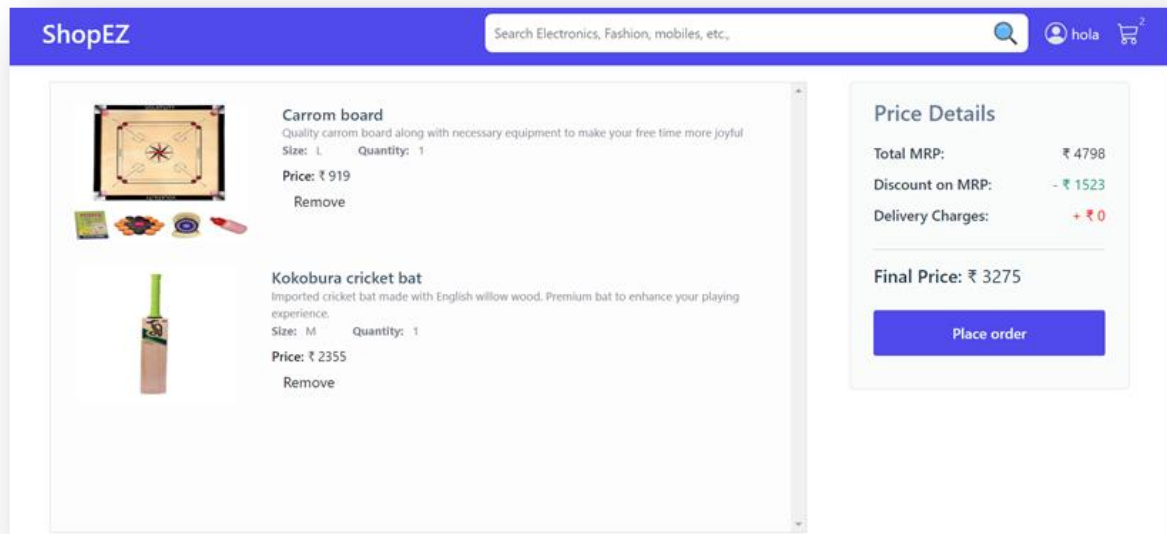 ShopEZ
Search Electronics, Fashion, mobiles, etc.,
hola
2
Carrom board
Quality carrom board along with necessary equipment to make your free time more joyful
Size: L Quantity: 1
Price: ₹ 919
Remove
Kokobura cricket bat
Imported cricket bat made with English willow wood. Premium bat to enhance your playing
experience.
Size: M Quantity: 1
Price: ₹ 2355
Remove
Price Details
Total MRP: ₹ 4798
Discount on MRP: - ₹ 1523
Delivery Charges: + ₹ 0
Final Price: ₹ 3275
Place order